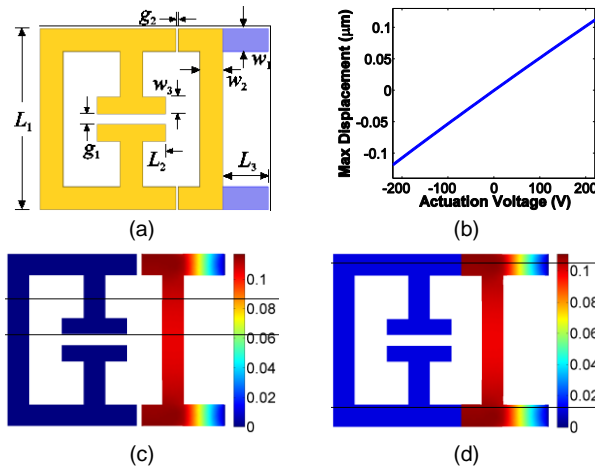 g2
w1
w3
w2
L1
g1
L2
L3
(a)
Max Displacement (μm)
0.1
0.05
0
-0.05
-0.1
-200 -100 0 100 200
Actuation Voltage (V)
(b)
0.1
0.08
0.06
0.04
0.02
0
(c)
0.1
0.08
0.06
0.04
0.02
0
(d)